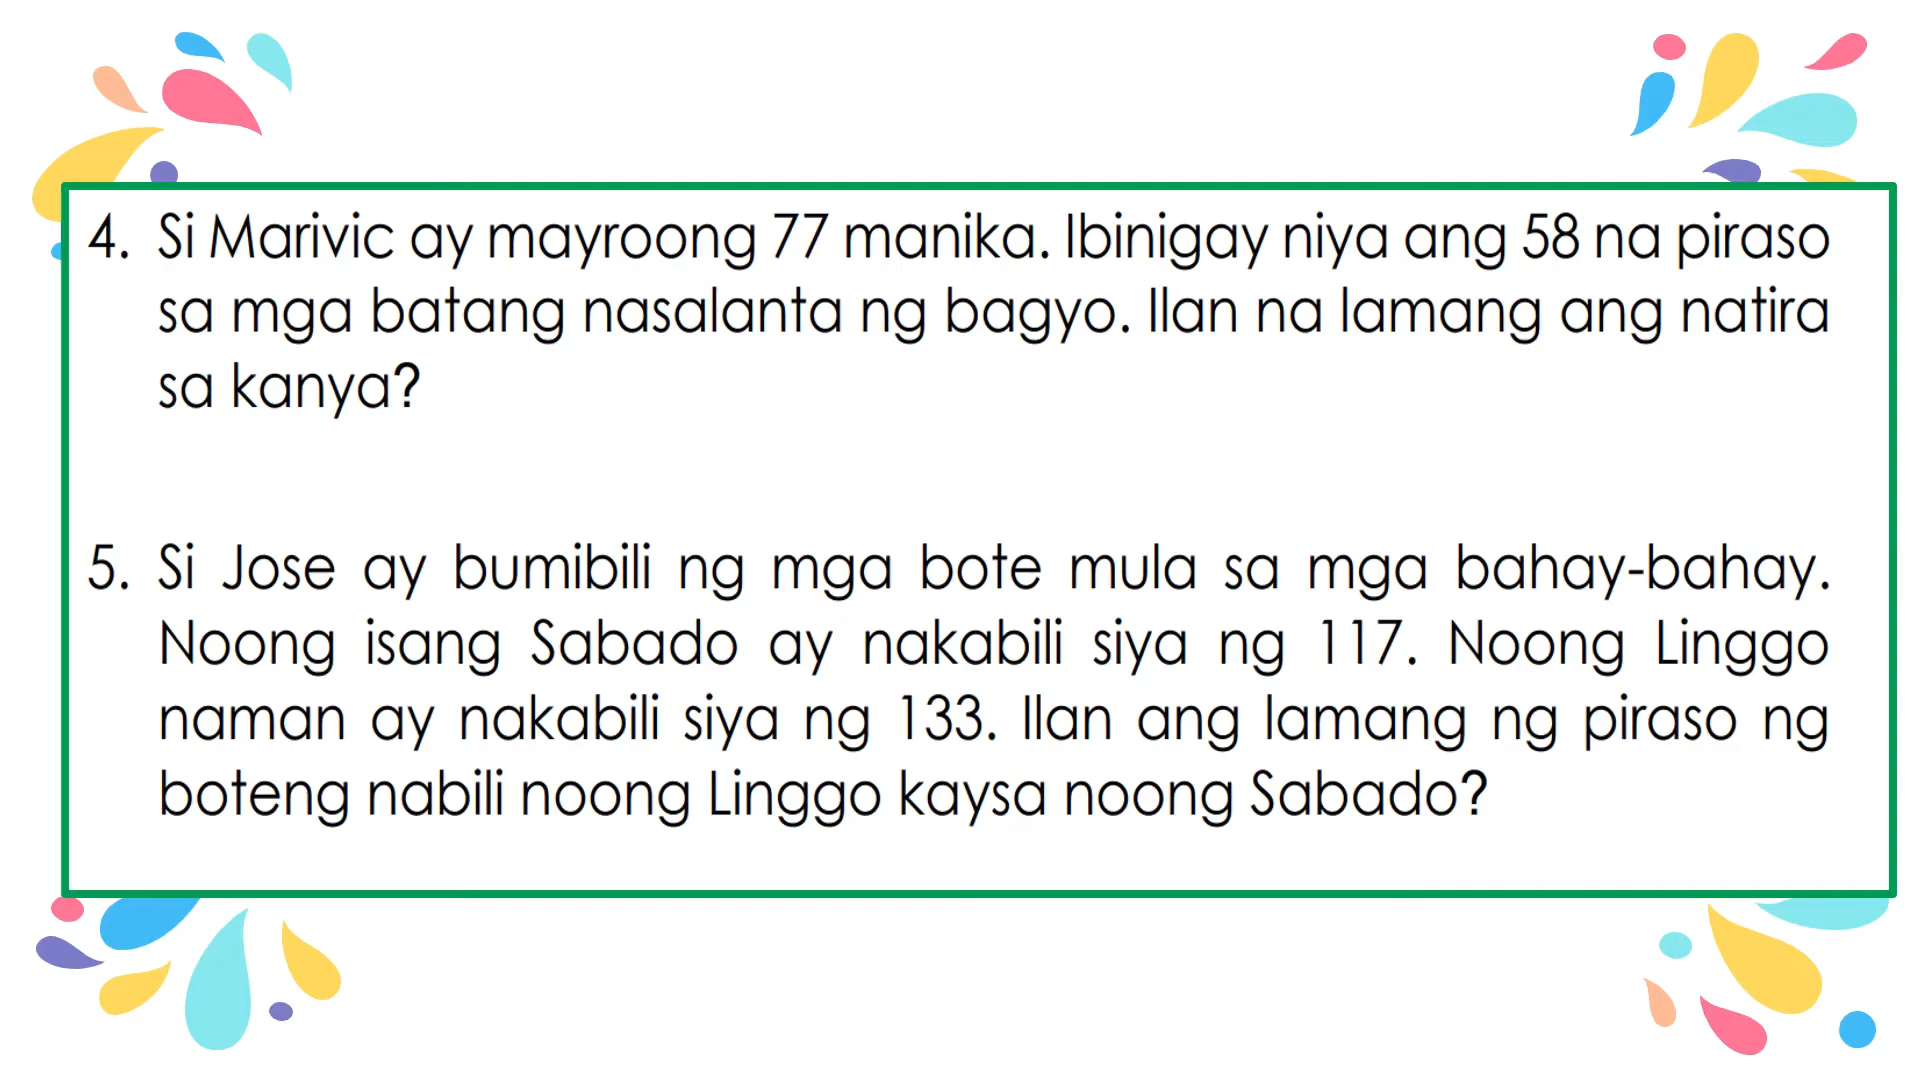 4. Si Marivic ay mayroong 77 manika. Ibinigay niya ang 58 na piraso
sa mga batang nasalanta ng bagyo. Ilan na lamang ang natira
sa kanya?
5. Si Jose ay bumibili ng mga bote mula sa mga bahay-bahay.
Noong isang Sabado ay nakabili siya ng 117. Noong Linggo
naman ay nakabili siya ng 133. Ilan ang lamang ng piraso ng
boteng nabili noong Linggo kaysa noong Sabado?